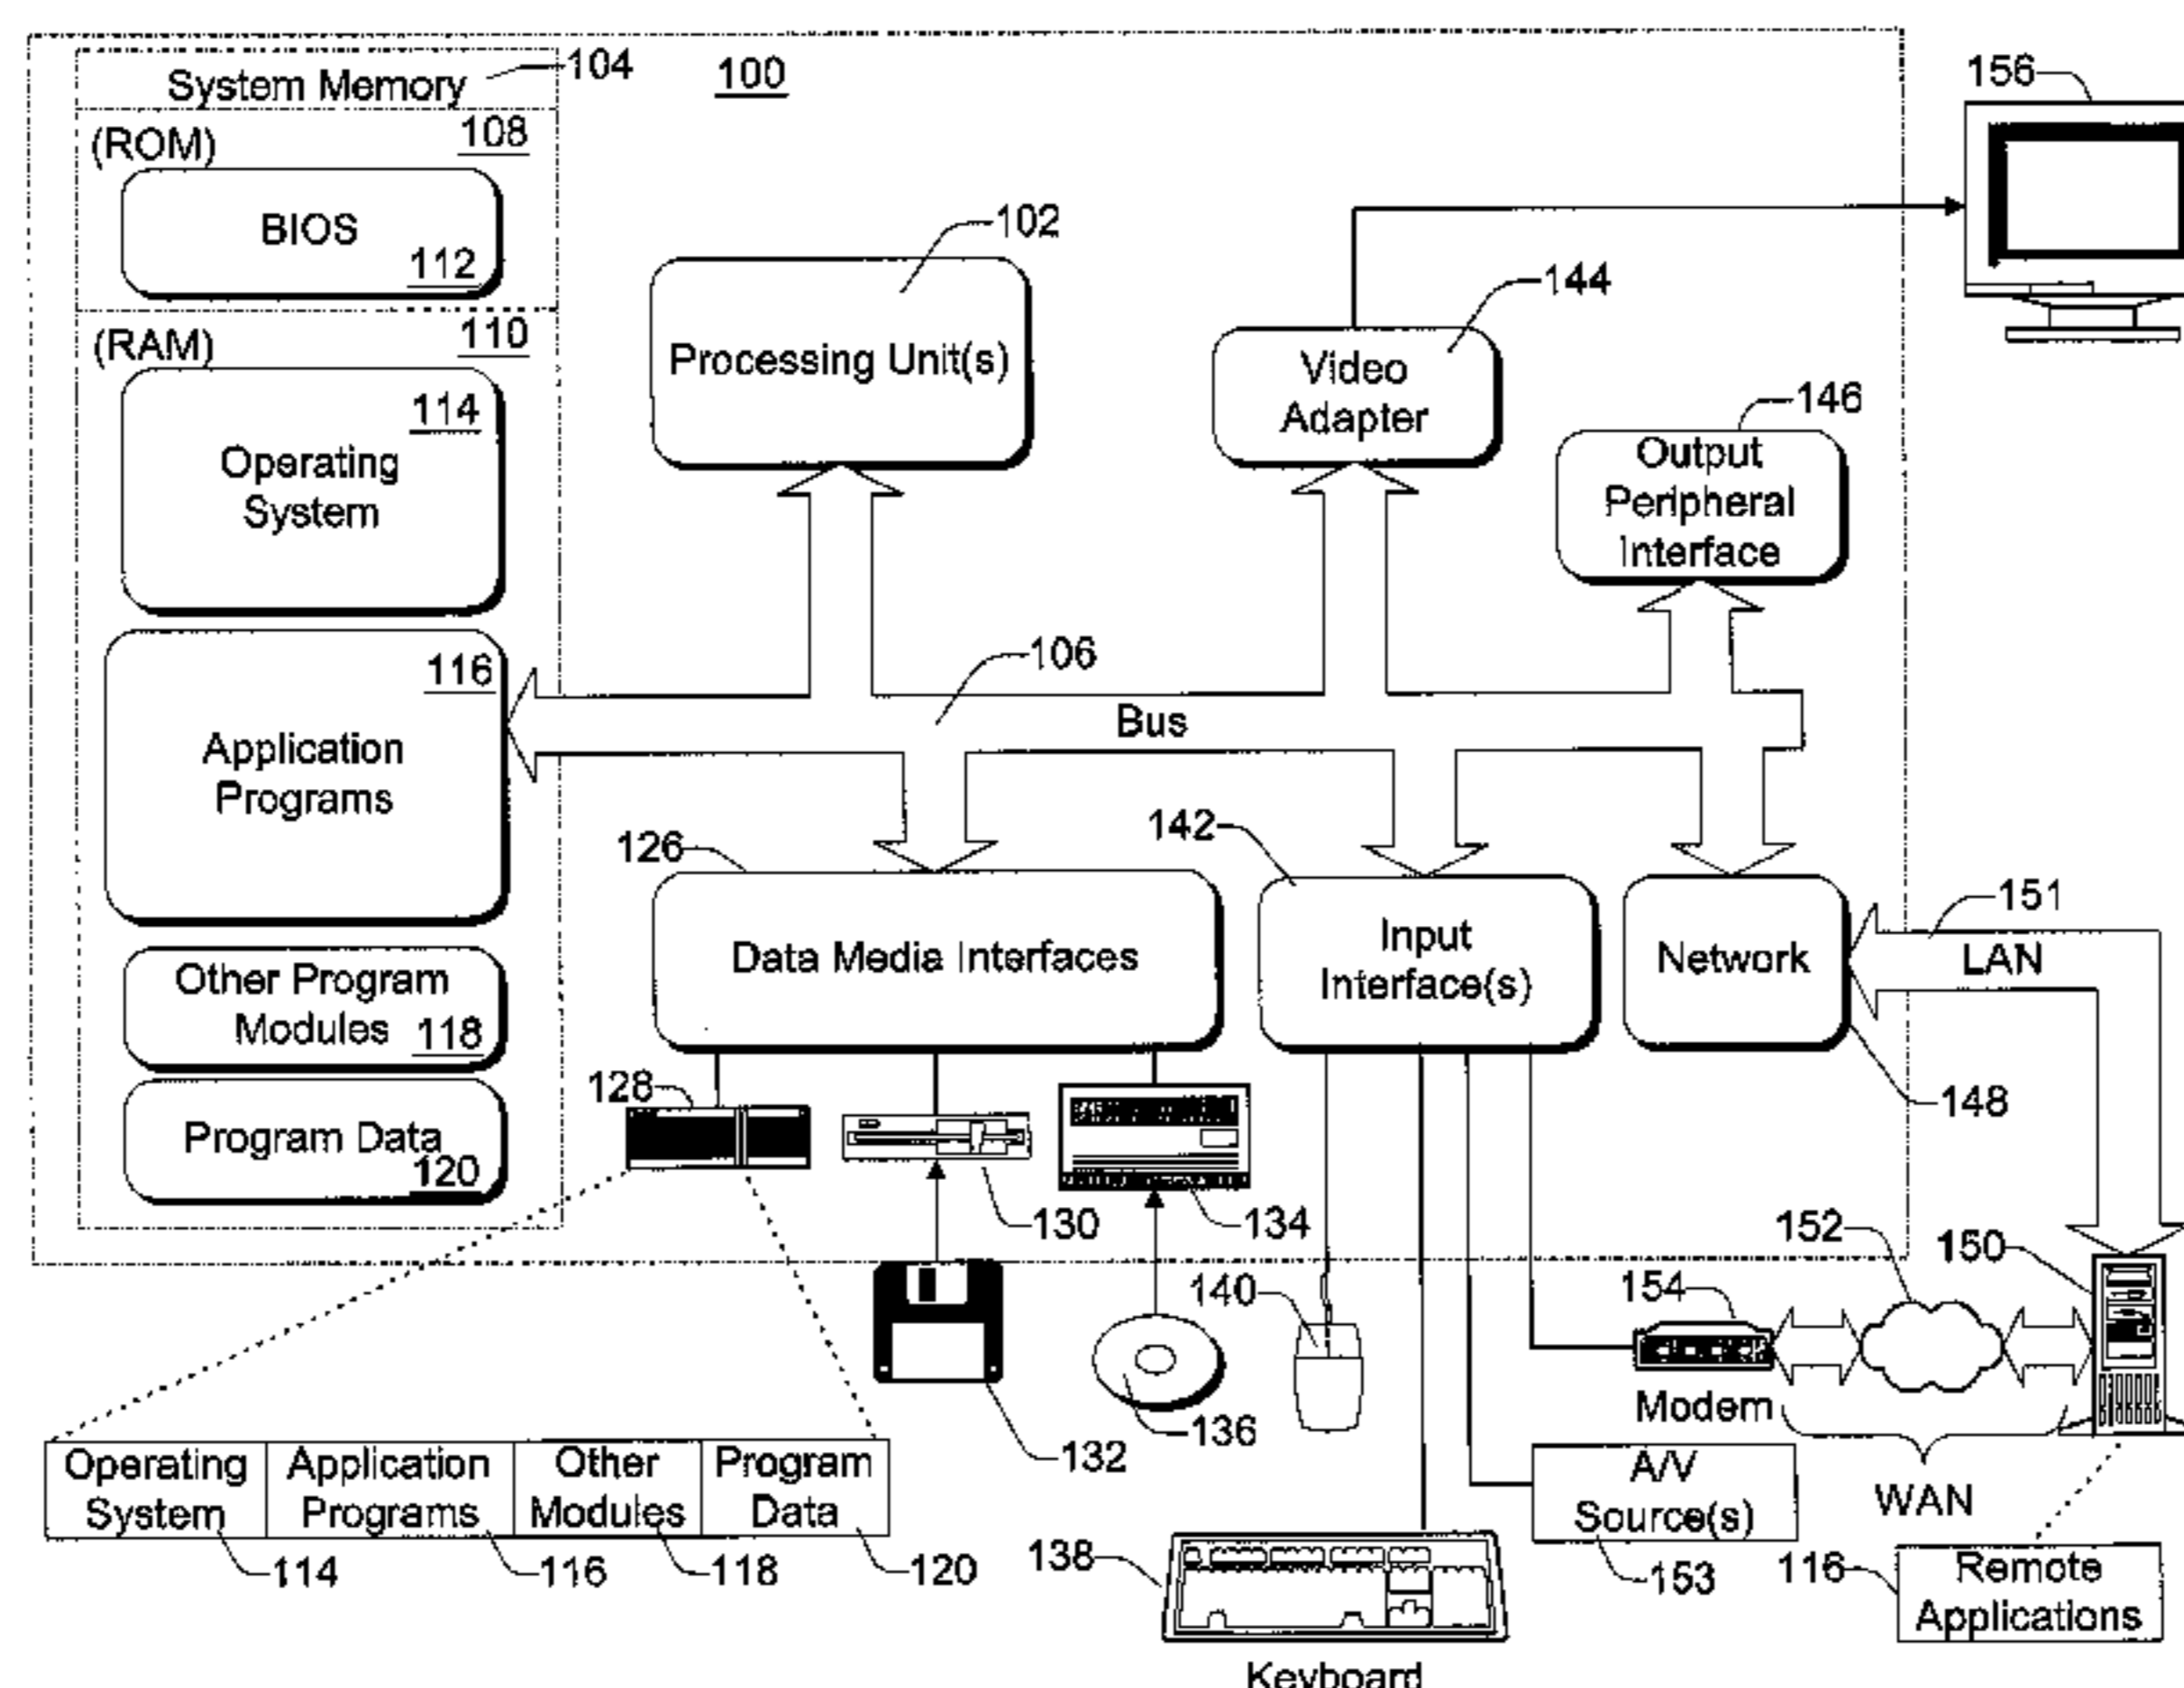 System Memory
104
100
156
(ROM)
108
BIOS
112
102
144
(RAM)
110
Processing Unit(s)
Video
Adapter
146
114
Operating
System
Output
Peripheral
Interface
116
106
Application
Programs
Bus
126
142
151
Data Media Interfaces
Input
Interface(s)
Network
LAN
Other Program
Modules
118
128
148
Program Data
120
130
134
152
150
140
154
Modem
132
136
Operating
System
Application
Programs
Other
Modules
Program
Data
A/V
Source(s)
WAN
114
116
118
120
138
153
116
Remote
Applications
Keyboard